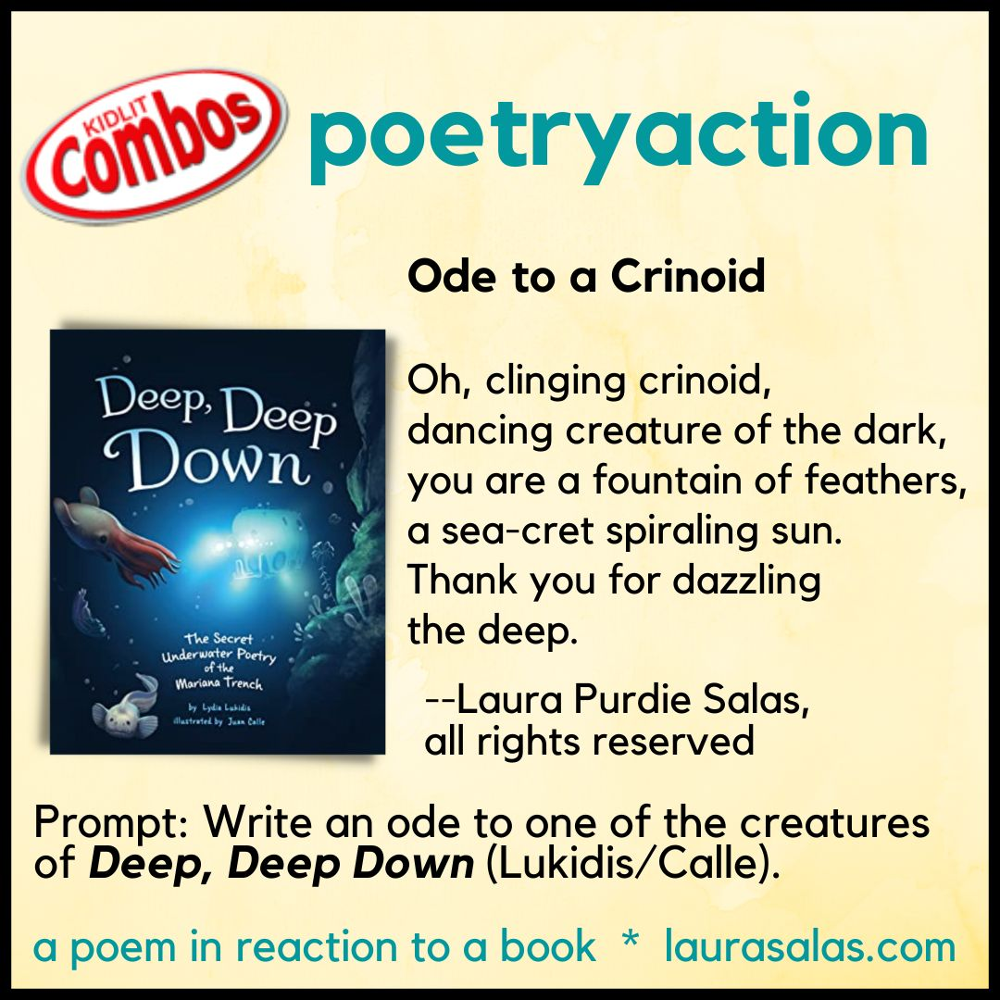 KIDLIT
Combos
poetryaction
Ode to a Crinoid
Deep, Deep
Down
The Secret
Underwater Poetry
of the
Mariana Trench
by Lydia Lukidis
illustrated by Juan Calle
Oh, clinging crinoid,
dancing creature of the dark,
you are a fountain of feathers,
a sea-cret spiraling sun.
Thank you for dazzling
the deep.
--Laura Purdie Salas,
all rights reserved
Prompt: Write an ode to one of the creatures
of Deep, Deep Down (Lukidis/Calle).
a poem in reaction to a book * laurasalas.com